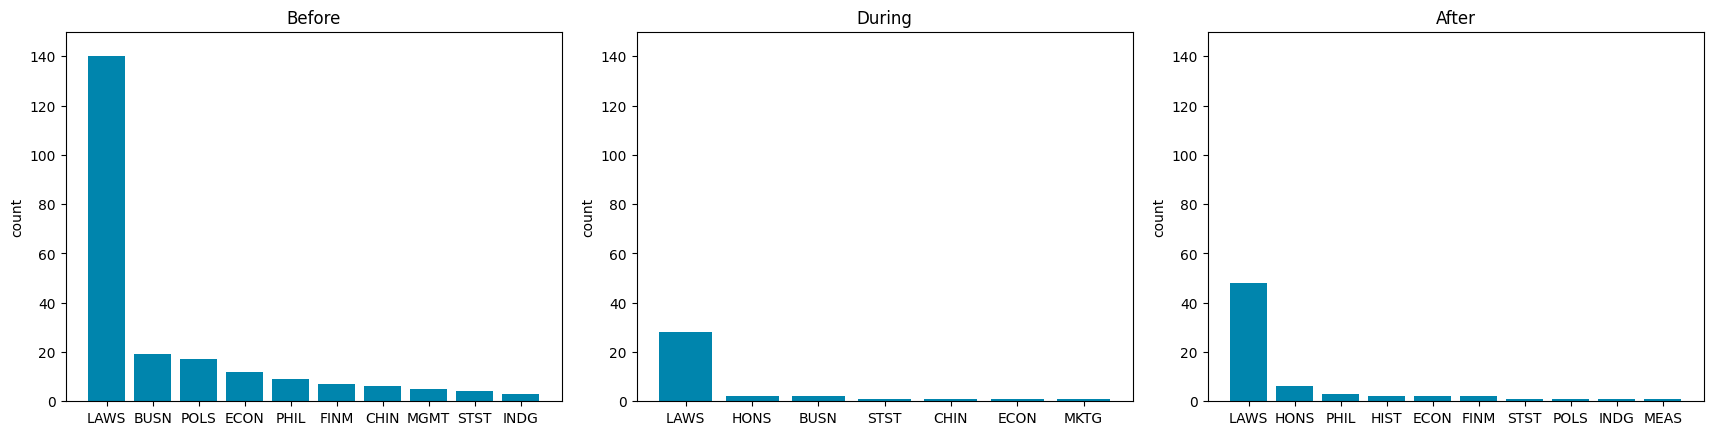 Before
count
140
120
100
80
60
40
20
0
LAWS BUSN POLS ECON PHIL FINM CHIN MGMT STST INDG
During
count
140
120
100
80
60
40
20
0
LAWS HONS BUSN STST CHIN ECON MKTG
After
count
140
120
100
80
60
40
20
0
LAWS HONS PHIL HIST ECON FINM STST POLS INDG MEAS